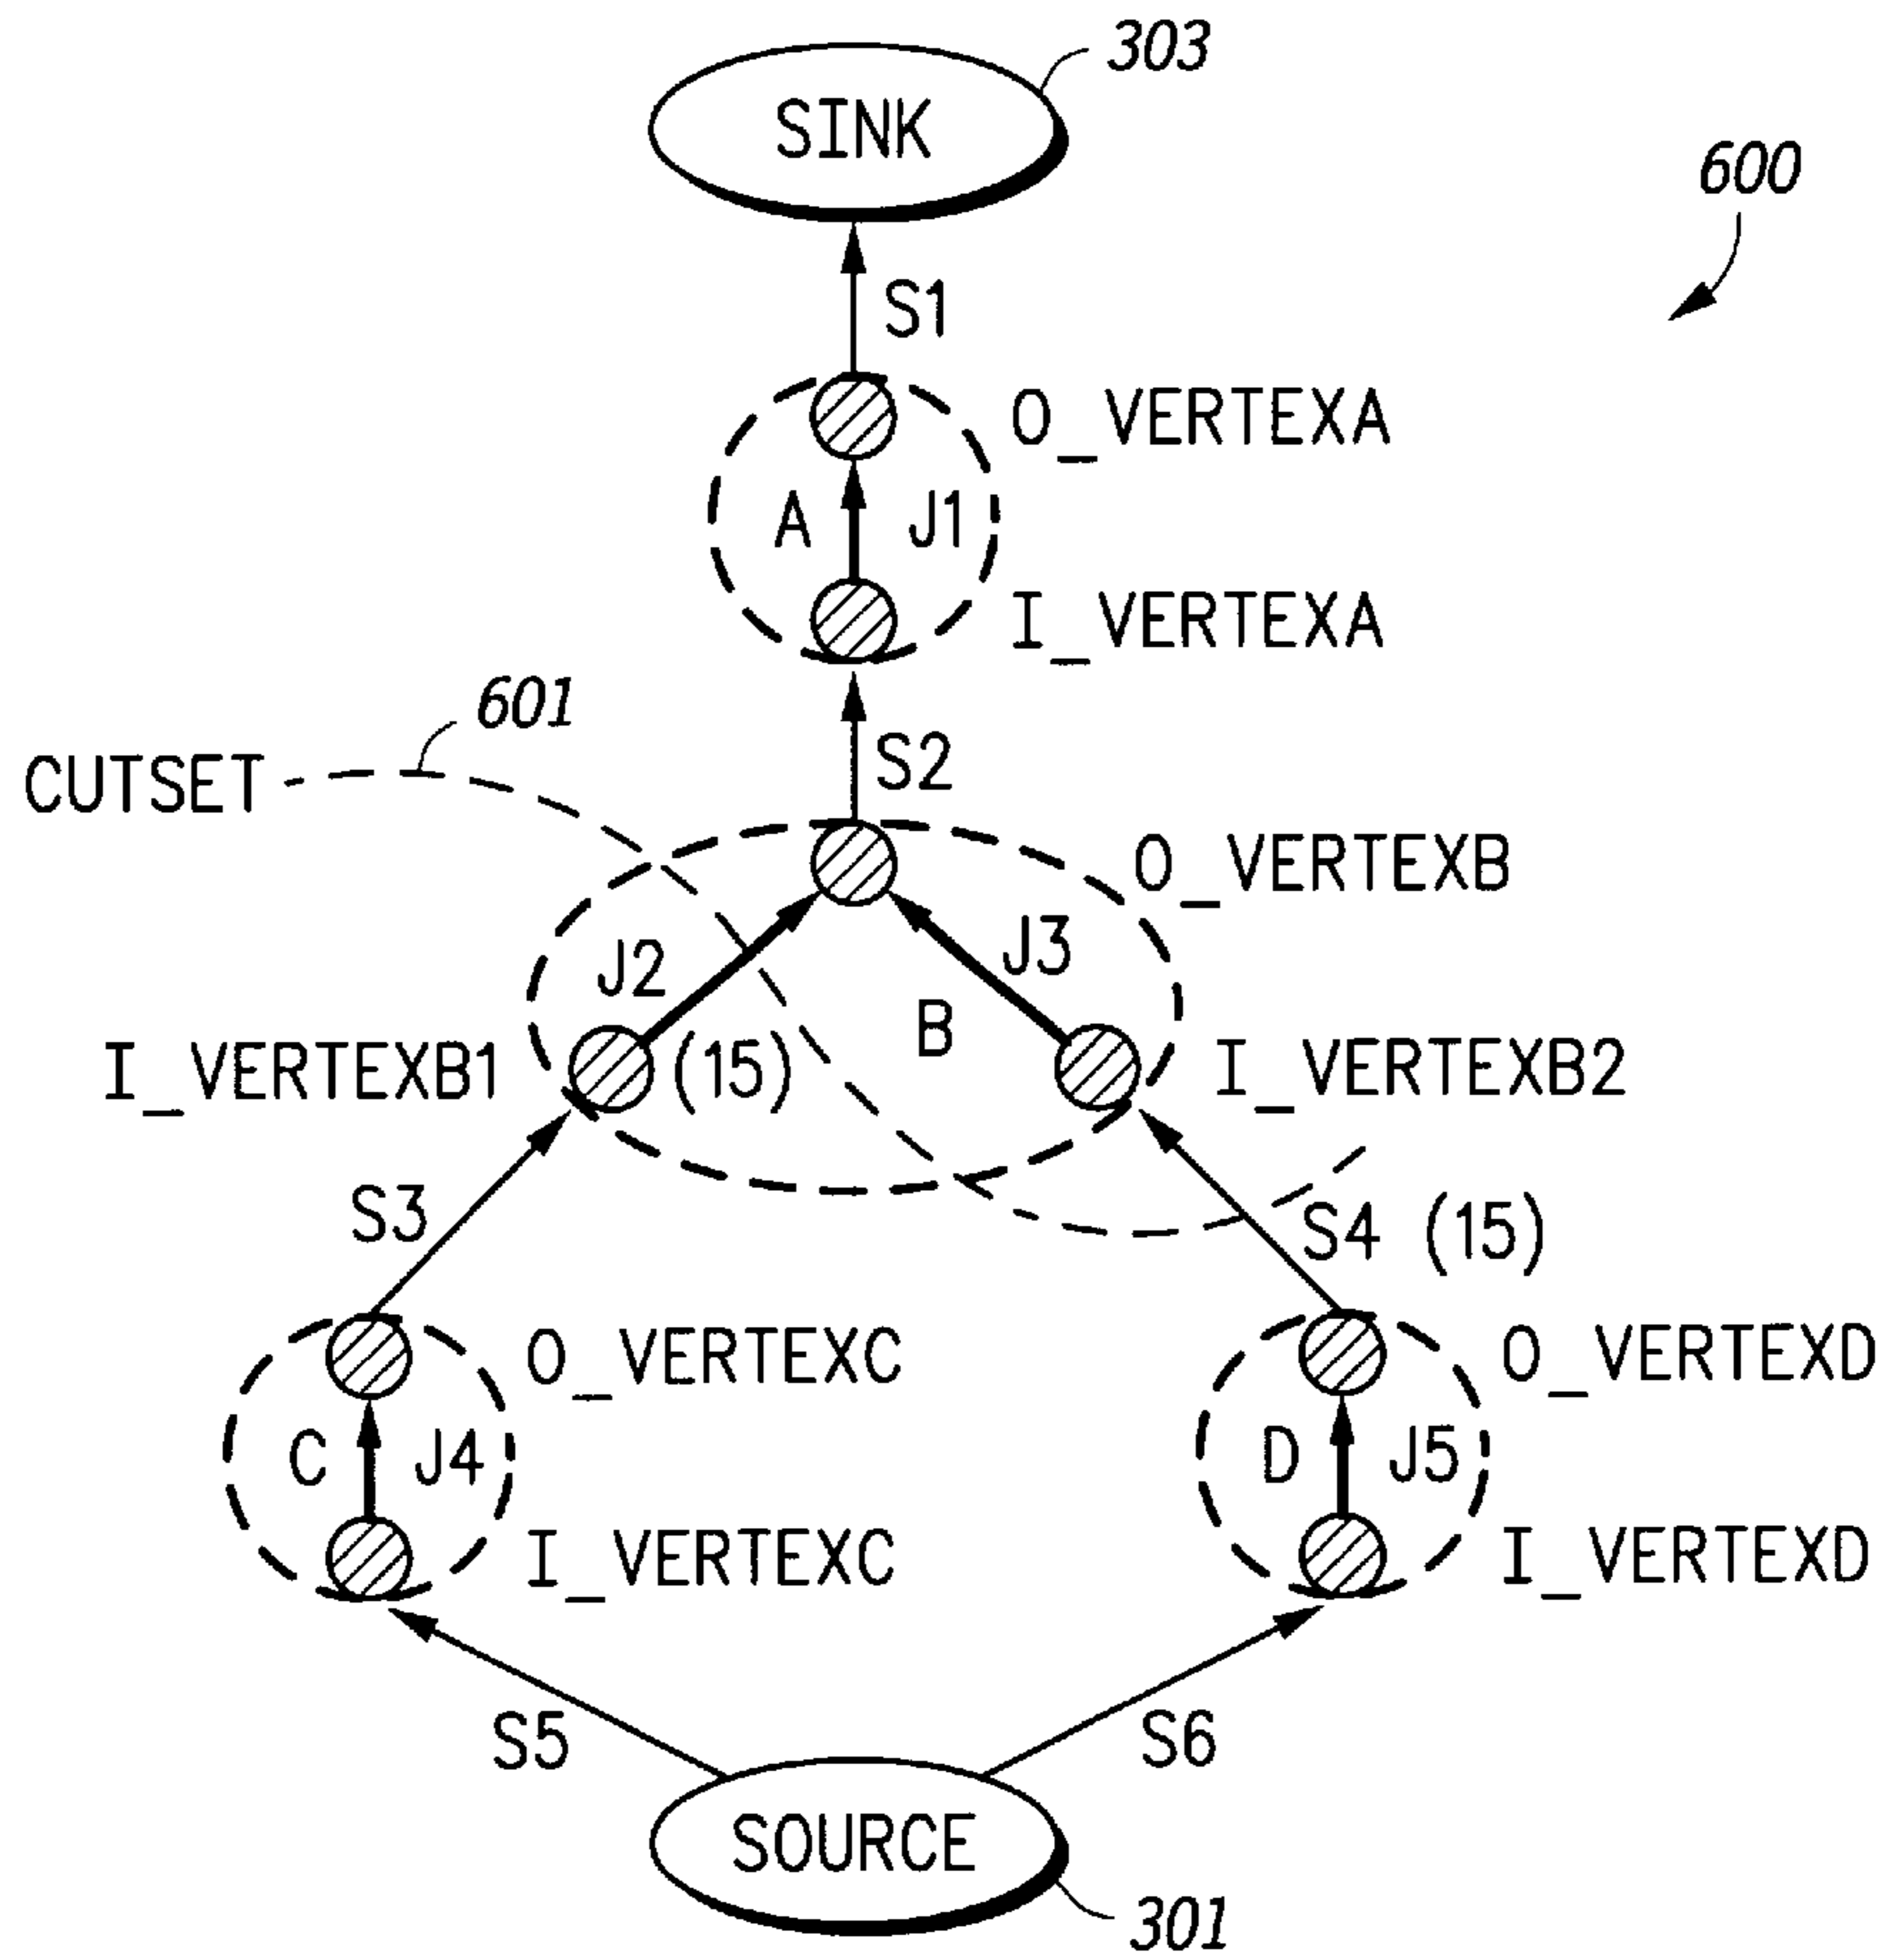 303
SINK
600
S1
O_VERTEXA
A J1
I_VERTEXA
601
CUTSET
S2
O_VERTEXB
J2 J3
B
I_VERTEXB1 (15) I_VERTEXB2
S3 S4 (15)
O_VERTEXC O_VERTEXD
C J4 D J5
I_VERTEXC I_VERTEXD
S5 S6
SOURCE
301